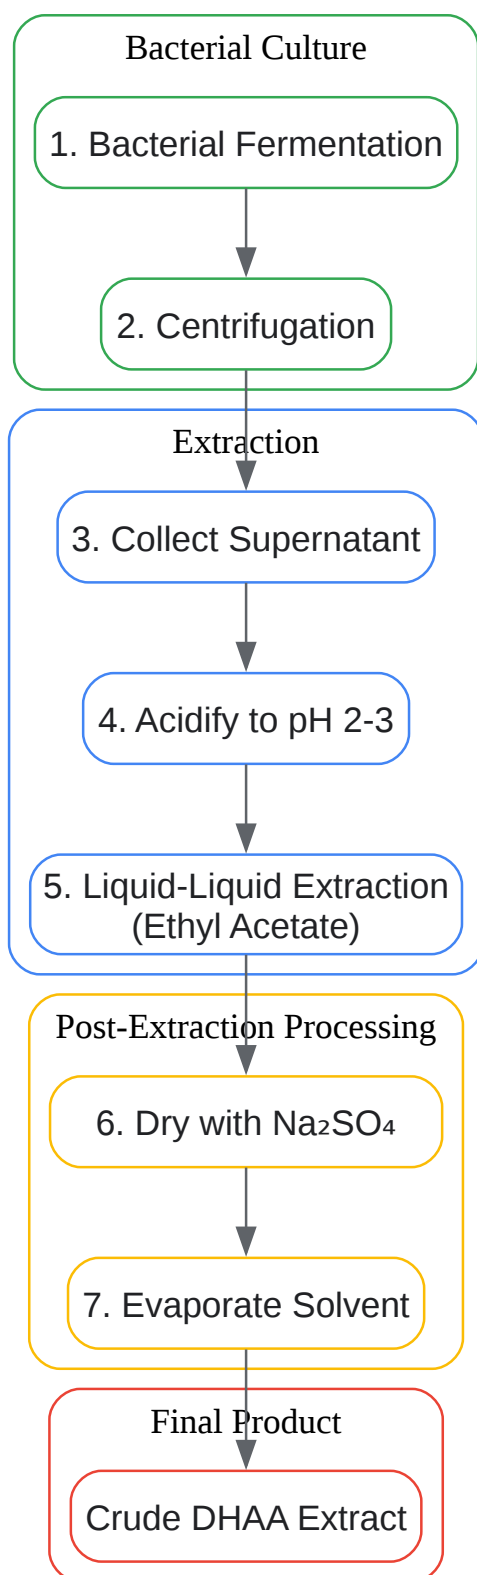 Bacterial Culture
1. Bacterial Fermentation
2. Centrifugation
Extraction
3. Collect Supernatant
4. Acidify to pH 2-3
5. Liquid-Liquid Extraction
(Ethyl Acetate)
Post-Extraction Processing
6. Dry with Na₂SO₄
7. Evaporate Solvent
Final Product
Crude DHAA Extract